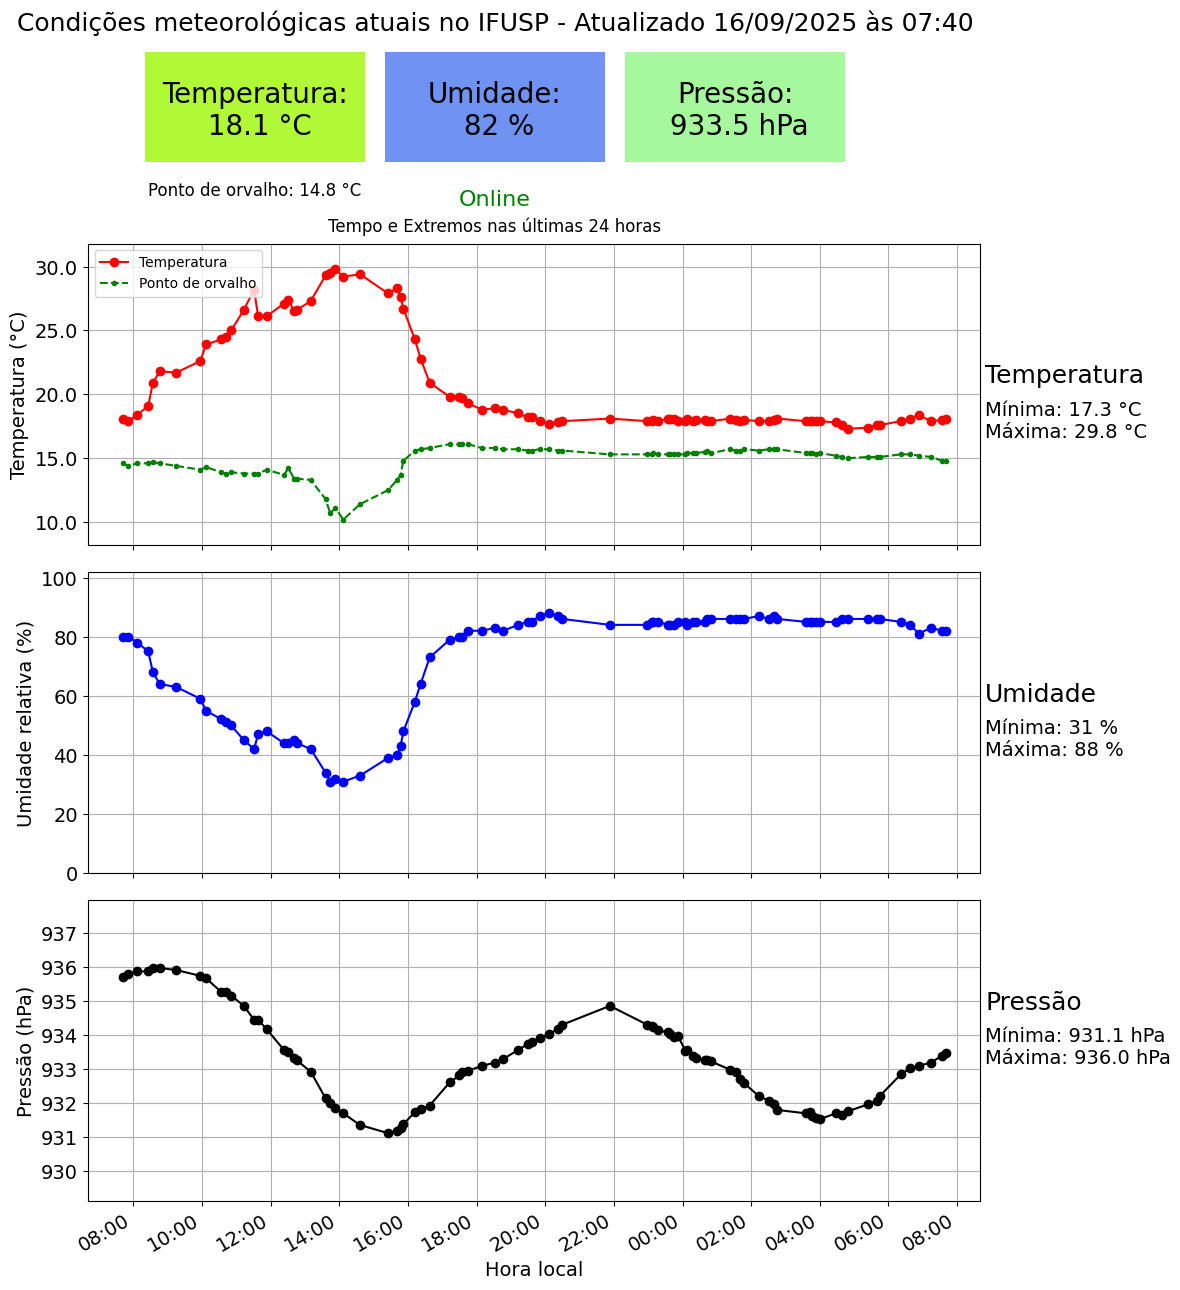 Condições meteorológicas atuais no IFUSP - Atualizado 16/09/2025 às 07:40
Temperatura:
18.1 °C
Umidade:
82 %
Pressão:
933.5 hPa
Ponto de orvalho: 14.8 °C
Online
Tempo e Extremos nas últimas 24 horas
Temperatura
Ponto de orvalho
Temperatura (°C)
30.0
25.0
20.0
15.0
10.0
Temperatura
Mínima: 17.3 °C
Máxima: 29.8 °C
Umidade relativa (%)
100
80
60
40
20
0
Umidade
Mínima: 31 %
Máxima: 88 %
Pressão (hPa)
937
936
935
934
933
932
931
930
Pressão
Mínima: 931.1 hPa
Máxima: 936.0 hPa
08:00 10:00 12:00 14:00 16:00 18:00 20:00 22:00 00:00 02:00 04:00 06:00 08:00
Hora local